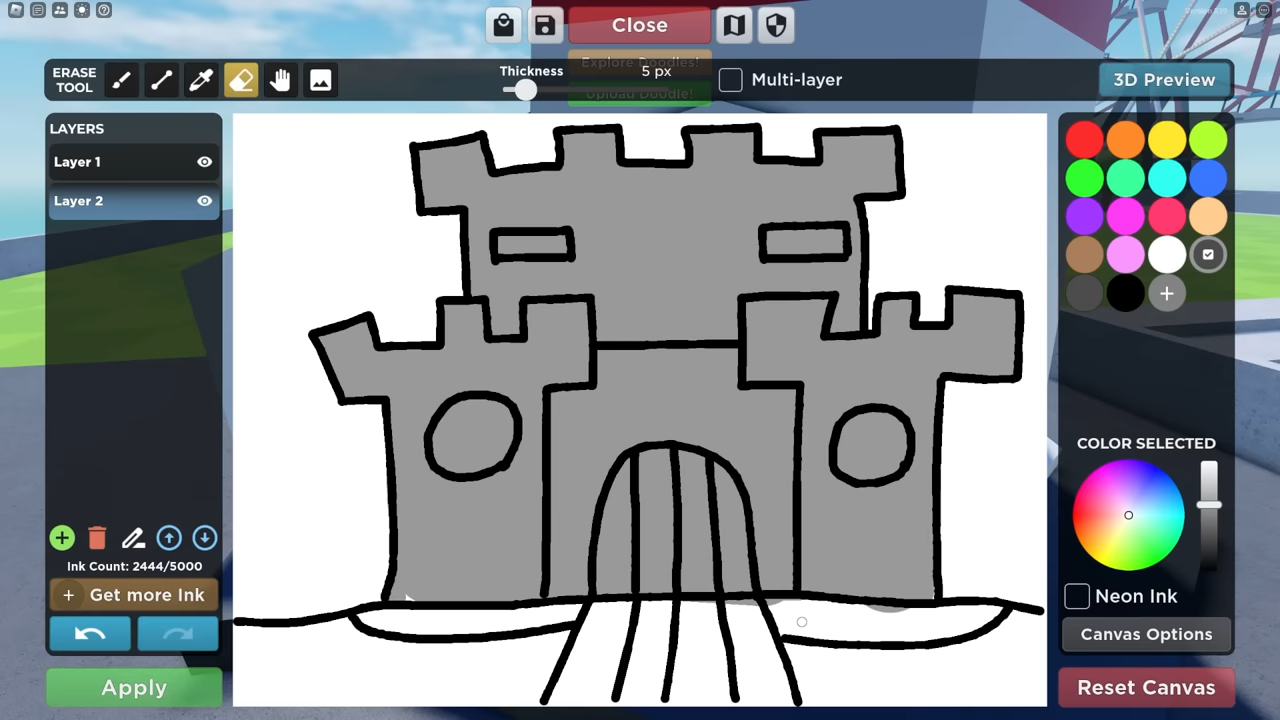 Close
Explore Doodles!
ERASE
TOOL
Thickness
5 px
Multi-layer
3D Preview
Upload Doodle!
LAYERS
Layer 1
Layer 2
COLOR SELECTED
Ink Count: 2444/5000
+ Get more Ink
Neon Ink
Canvas Options
Apply
Reset Canvas